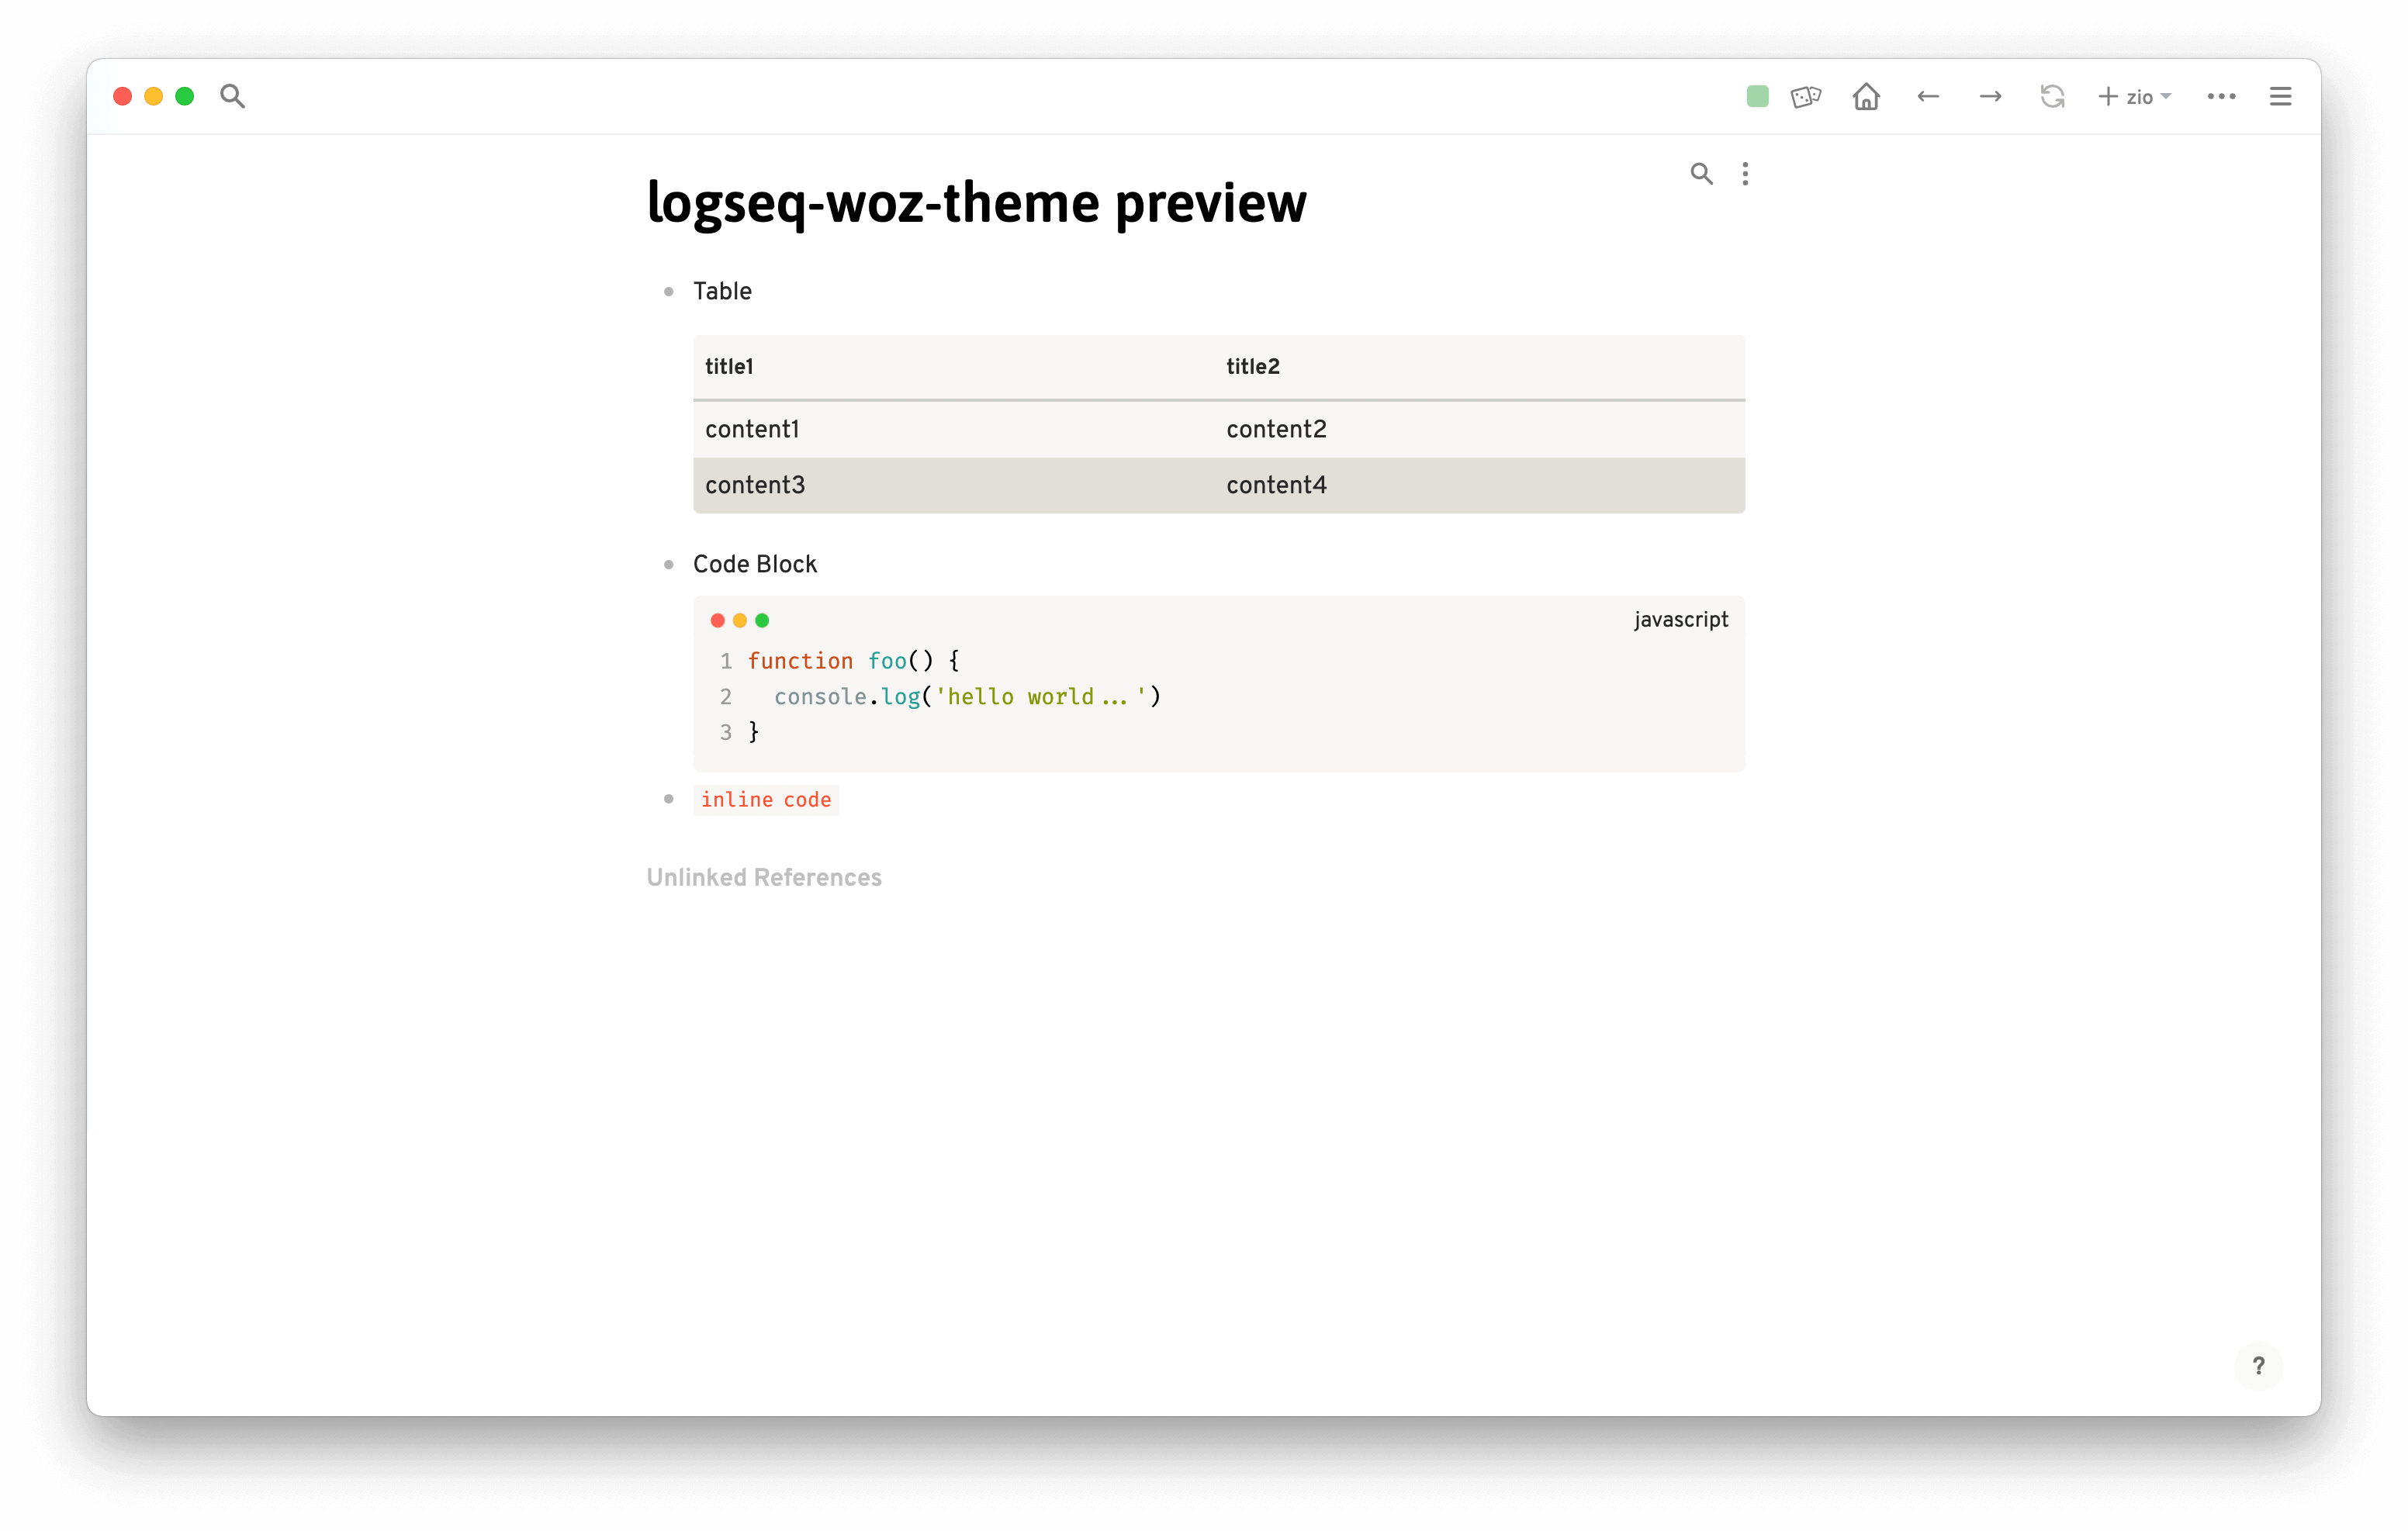 zio
logseq-woz-theme preview
Table
title1 title2
content1 content2
content3 content4
Code Block
javascript
1 function foo() {
2 console.log('hello world...')
3 }
inline code
Unlinked References
?